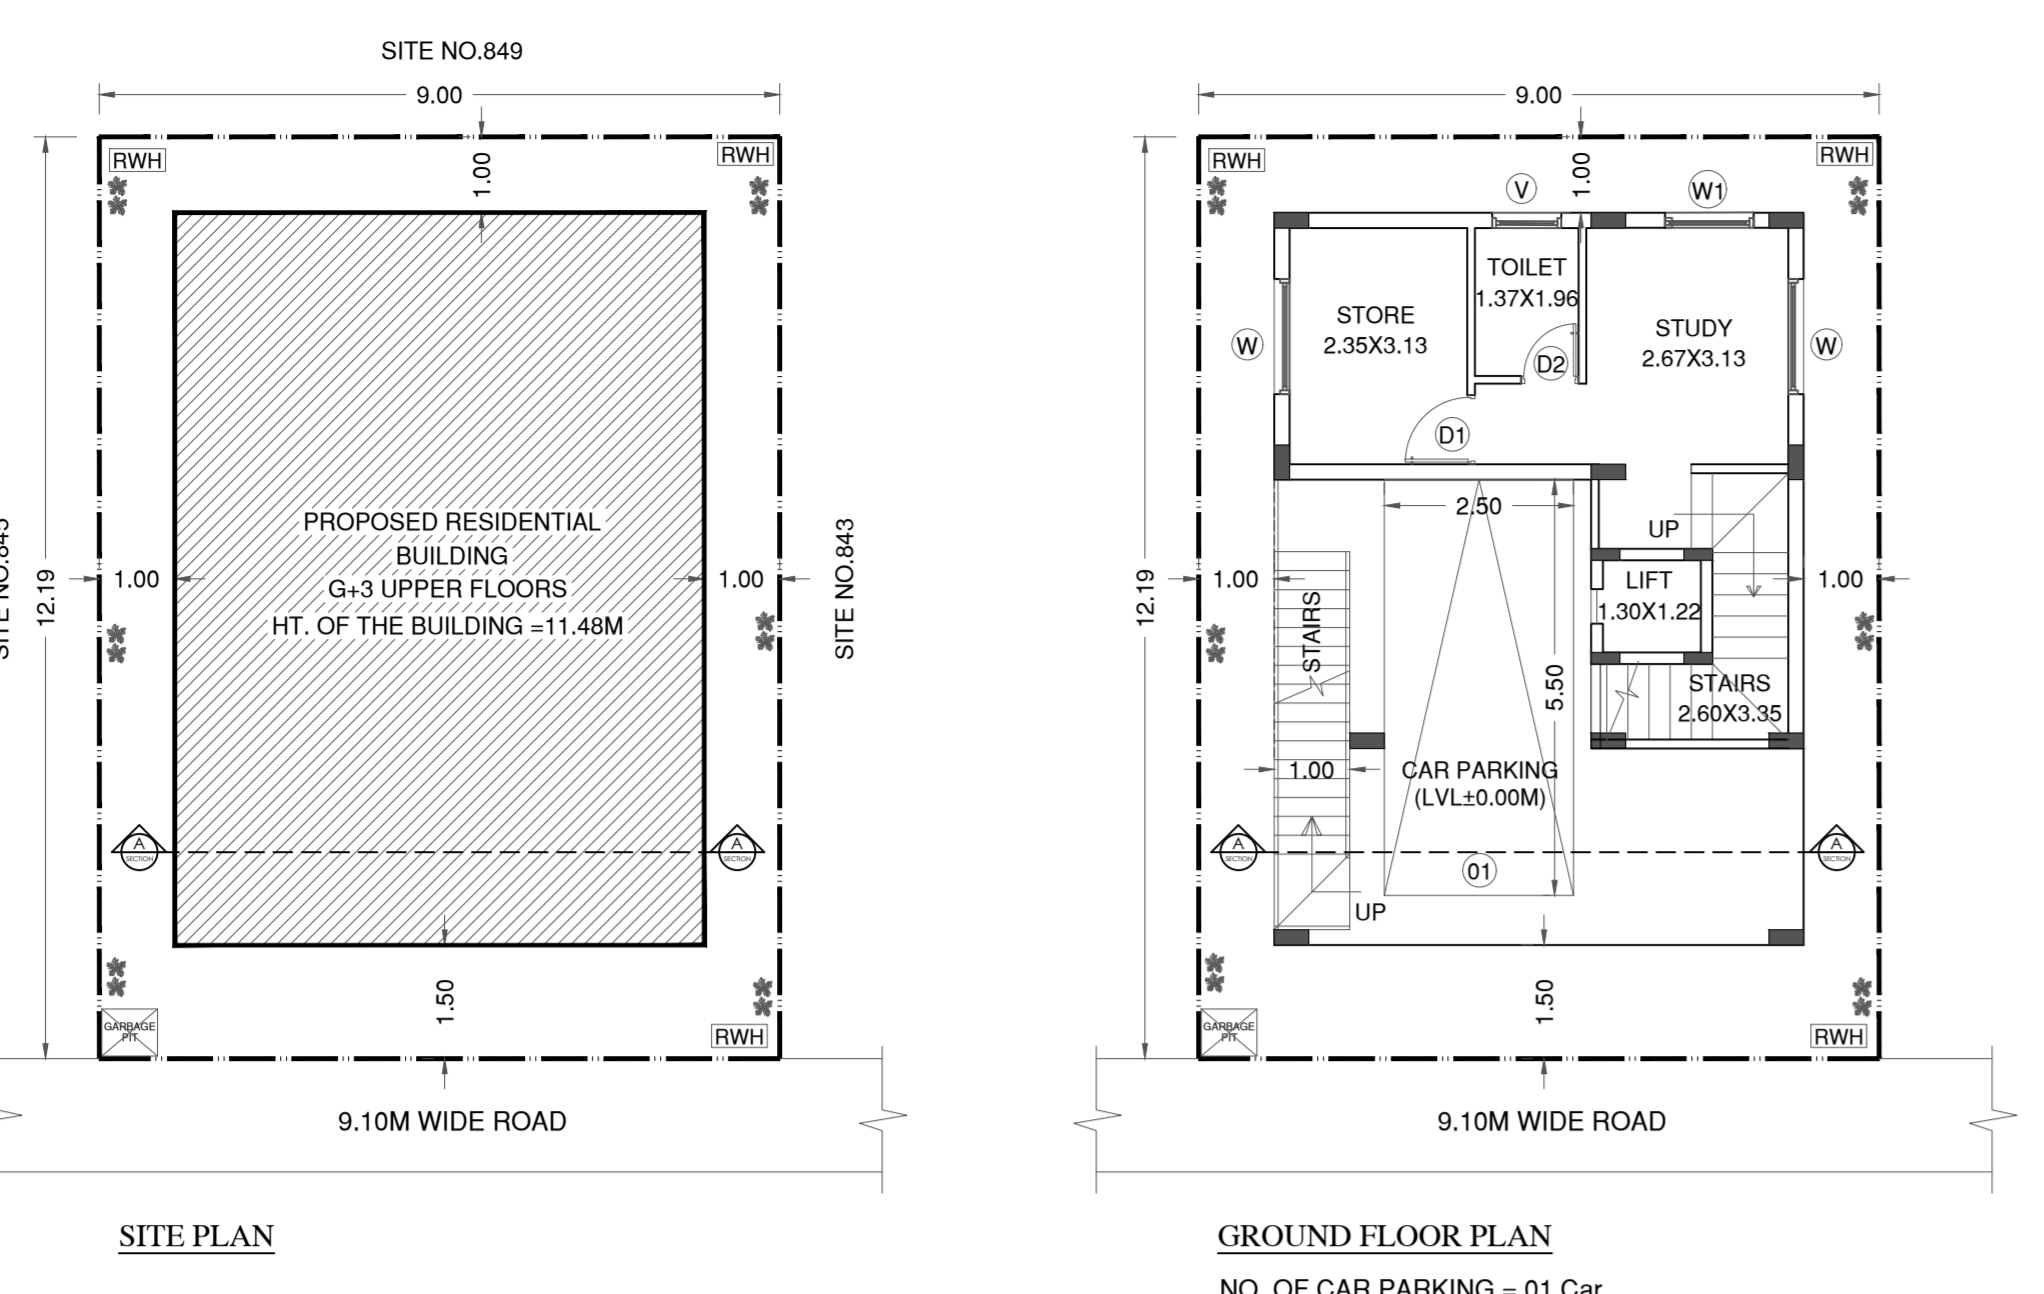 SITE NO.849
9.00
1.00
RWH
RWH
PROPOSED RESIDENTIAL
BUILDING
G+3 UPPER FLOORS
HT. OF THE BUILDING =11.48M
12.19
1.00
1.00
SITE NO.843
A
SECTION
A
SECTION
1.50
GARBAGE
PIT
RWH
9.10M WIDE ROAD
SITE PLAN
9.00
1.00
RWH
RWH
V
W1
TOILET
1.37X1.96
STORE
2.35X3.13
STUDY
2.67X3.13
W
W
D2
D1
2.50
UP
12.19
1.00
1.00
LIFT
1.30X1.22
STAIRS
5.50
STAIRS
2.60X3.35
1.00
CAR PARKING
(LVL±0.00M)
A
SECTION
A
SECTION
01
UP
1.50
GARBAGE
PIT
RWH
9.10M WIDE ROAD
GROUND FLOOR PLAN
NO. OF CAR PARKING = 01 Car